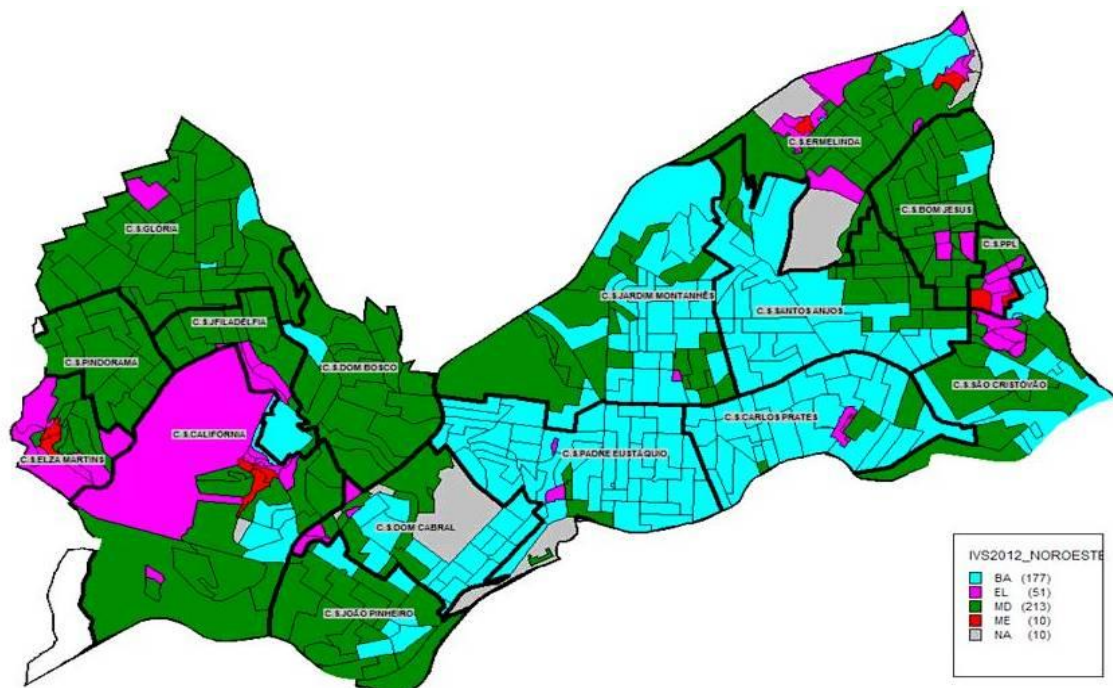 C.S.ERMELINDA
C.S.BOM JESUS
C.S.GLÓRIA
C.S.PPL
C.S.JARDIM MONTANHÊS
C.S.SANTOS ANJOS
C.S.JFILADÉLFIA
C.S.PINDORAMA
C.S.DOM BOSCO
C.S.SÃO CRISTÓVÃO
C.S.CARLOS PRATES
C.S.CALIFÓRNIA
C.S.PADRE EUSTÁQUIO
C.S.ELZA MARTINS
C.S.DOM CABRAL
C.S.JOÃO PINHEIRO
IVS2012_NOROESTE
BA (177)
EL (51)
MD (213)
ME (10)
NA (10)